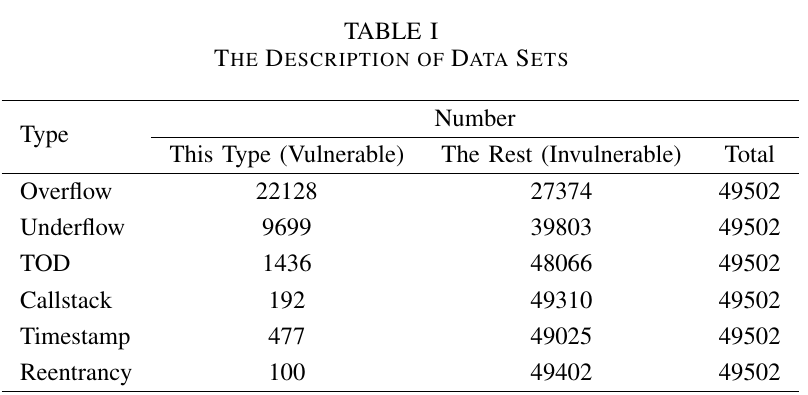 TABLE I
THE DESCRIPTION OF DATA SETS
Type
Number
This Type (Vulnerable) The Rest (Invulnerable) Total
Overflow 22128 27374 49502
Underflow 9699 39803 49502
TOD 1436 48066 49502
Callstack 192 49310 49502
Timestamp 477 49025 49502
Reentrancy 100 49402 49502